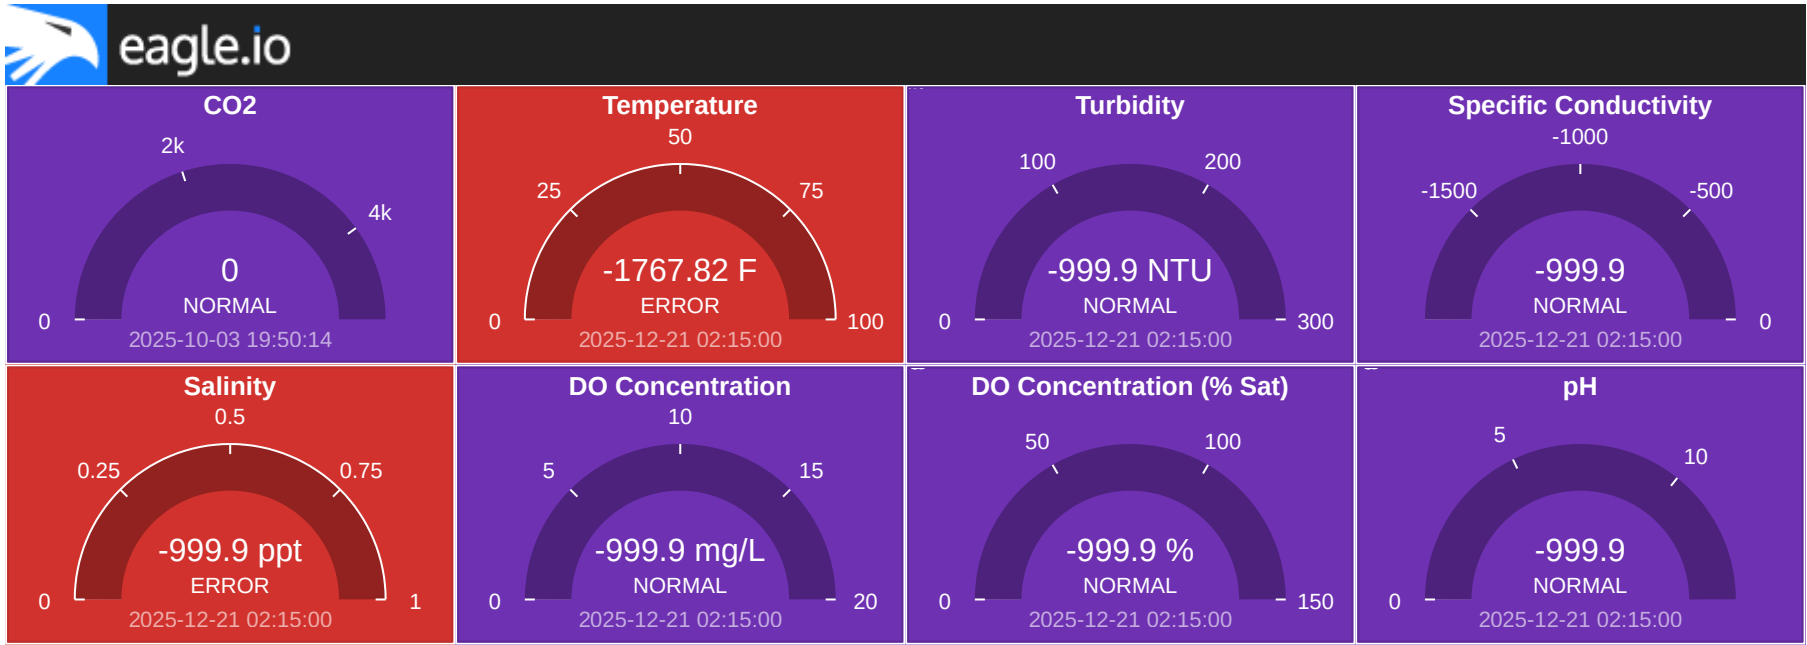 eagle.io
CO2
2k
4k
0
0
NORMAL
2025-10-03 19:50:14
Temperature
50
25
75
-1767.82 F
ERROR
0
100
2025-12-21 02:15:00
Turbidity
100
200
-999.9 NTU
NORMAL
0
300
2025-12-21 02:15:00
Specific Conductivity
-1000
-1500
-500
-999.9
NORMAL
0
2025-12-21 02:15:00
Salinity
0.5
0.25
0.75
-999.9 ppt
ERROR
0
1
2025-12-21 02:15:00
DO Concentration
10
5
15
-999.9 mg/L
NORMAL
0
20
2025-12-21 02:15:00
DO Concentration (% Sat)
50
100
-999.9 %
NORMAL
0
150
2025-12-21 02:15:00
pH
5
10
-999.9
NORMAL
0
2025-12-21 02:15:00